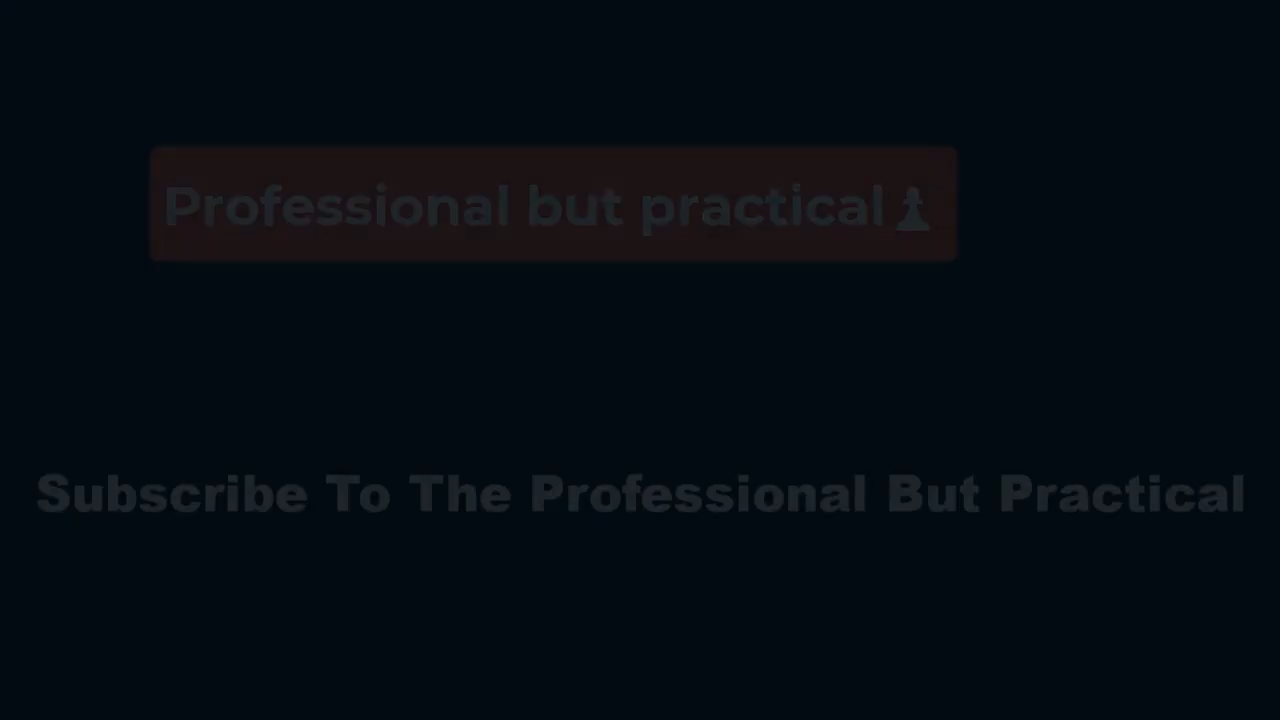 Professional but practical♟
Subscribe To The Professional But Practical